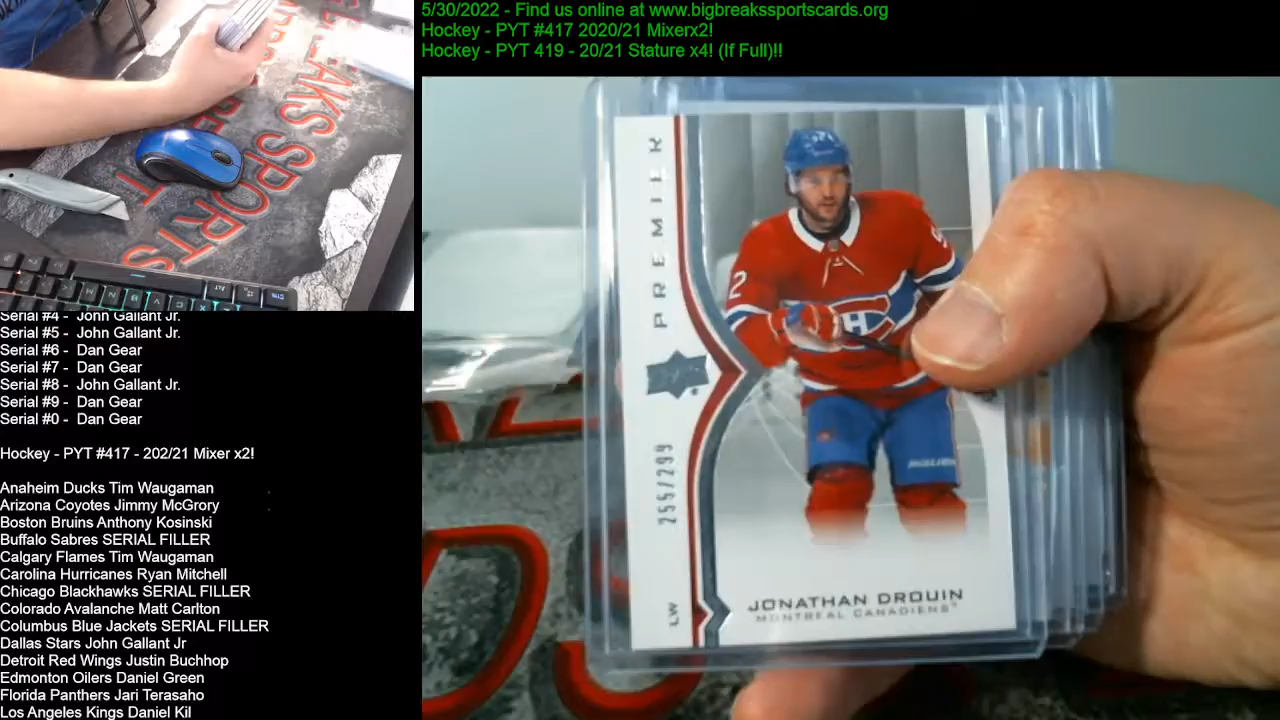 5/30/2022 - Find us online at www.bigbreakssportscards.org
Hockey - PYT #417 2020/21 Mixerx2!
Hockey - PYT 419 - 20/21 Stature x4! (If Full)!!
Serial #4 - John Gallant Jr.
Serial #5 - John Gallant Jr.
Serial #6 - Dan Gear
Serial #7 - Dan Gear
Serial #8 - John Gallant Jr.
Serial #9 - Dan Gear
Serial #0 - Dan Gear
Hockey - PYT #417 - 202/21 Mixer x2!
Anaheim Ducks Tim Waugaman
Arizona Coyotes Jimmy McGrory
Boston Bruins Anthony Kosinski
Buffalo Sabres SERIAL FILLER
Calgary Flames Tim Waugaman
Carolina Hurricanes Ryan Mitchell
Chicago Blackhawks SERIAL FILLER
Colorado Avalanche Matt Carlton
Columbus Blue Jackets SERIAL FILLER
Dallas Stars John Gallant Jr
Detroit Red Wings Justin Buchhop
Edmonton Oilers Daniel Green
Florida Panthers Jari Terasaho
Los Angeles Kings Daniel Kil
PREMIER
255/299
LW
JONATHAN DROUIN
MONTREAL CANADIENS
SPORTS